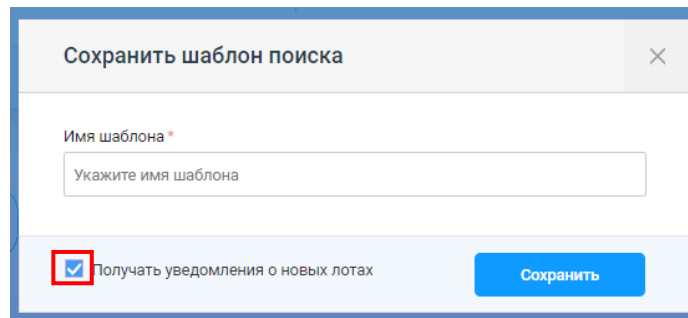 Сохранить шаблон поиска
Имя шаблона *
Укажите имя шаблона
Получать уведомления о новых лотах
Сохранить